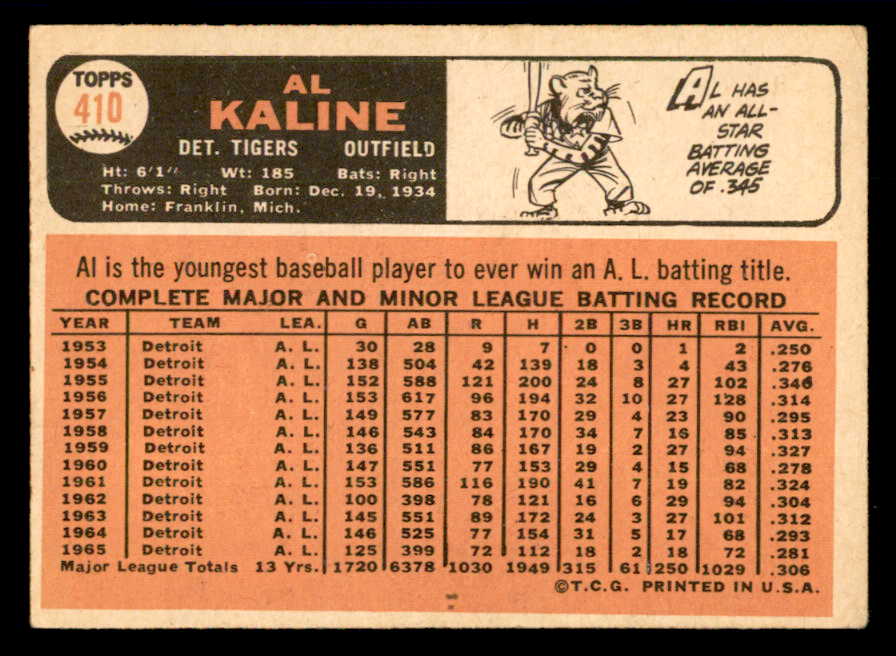 TOPPS
410
AL
KALINE
DET. TIGERS OUTFIELD
Ht: 6'1" Wt: 185 Bats: Right
Throws: Right Born: Dec. 19, 1934
Home: Franklin, Mich.
AL HAS
AN ALL-
STAR
BATTING
AVERAGE
OF .345
Al is the youngest baseball player to ever win an A. L. batting title.
COMPLETE MAJOR AND MINOR LEAGUE BATTING RECORD
YEAR TEAM LEA. G AB R H 2B 3B HR RBI AVG.
1953 Detroit A. L. 30 28 9 7 0 0 1 2 .250
1954 Detroit A. L. 138 504 42 139 18 3 4 43 .276
1955 Detroit A. L. 152 588 121 200 24 8 27 102 .340
1956 Detroit A. L. 153 617 96 194 32 10 27 128 .314
1957 Detroit A. L. 149 577 83 170 29 4 23 90 .295
1958 Detroit A. L. 146 543 84 170 34 7 16 85 .313
1959 Detroit A. L. 136 511 86 167 19 2 27 94 .327
1960 Detroit A. L. 147 551 77 153 29 4 15 68 .278
1961 Detroit A. L. 153 586 116 190 41 7 19 82 .324
1962 Detroit A. L. 100 398 78 121 16 6 29 94 .304
1963 Detroit A. L. 145 551 89 172 24 3 27 101 .312
1964 Detroit A. L. 146 525 77 154 31 5 17 68 .293
1965 Detroit A. L. 125 399 72 112 18 2 18 72 .281
Major League Totals 13 Yrs. 1720 6378 1030 1949 315 61 250 1029 .306
©T.C.G. PRINTED IN U.S.A.